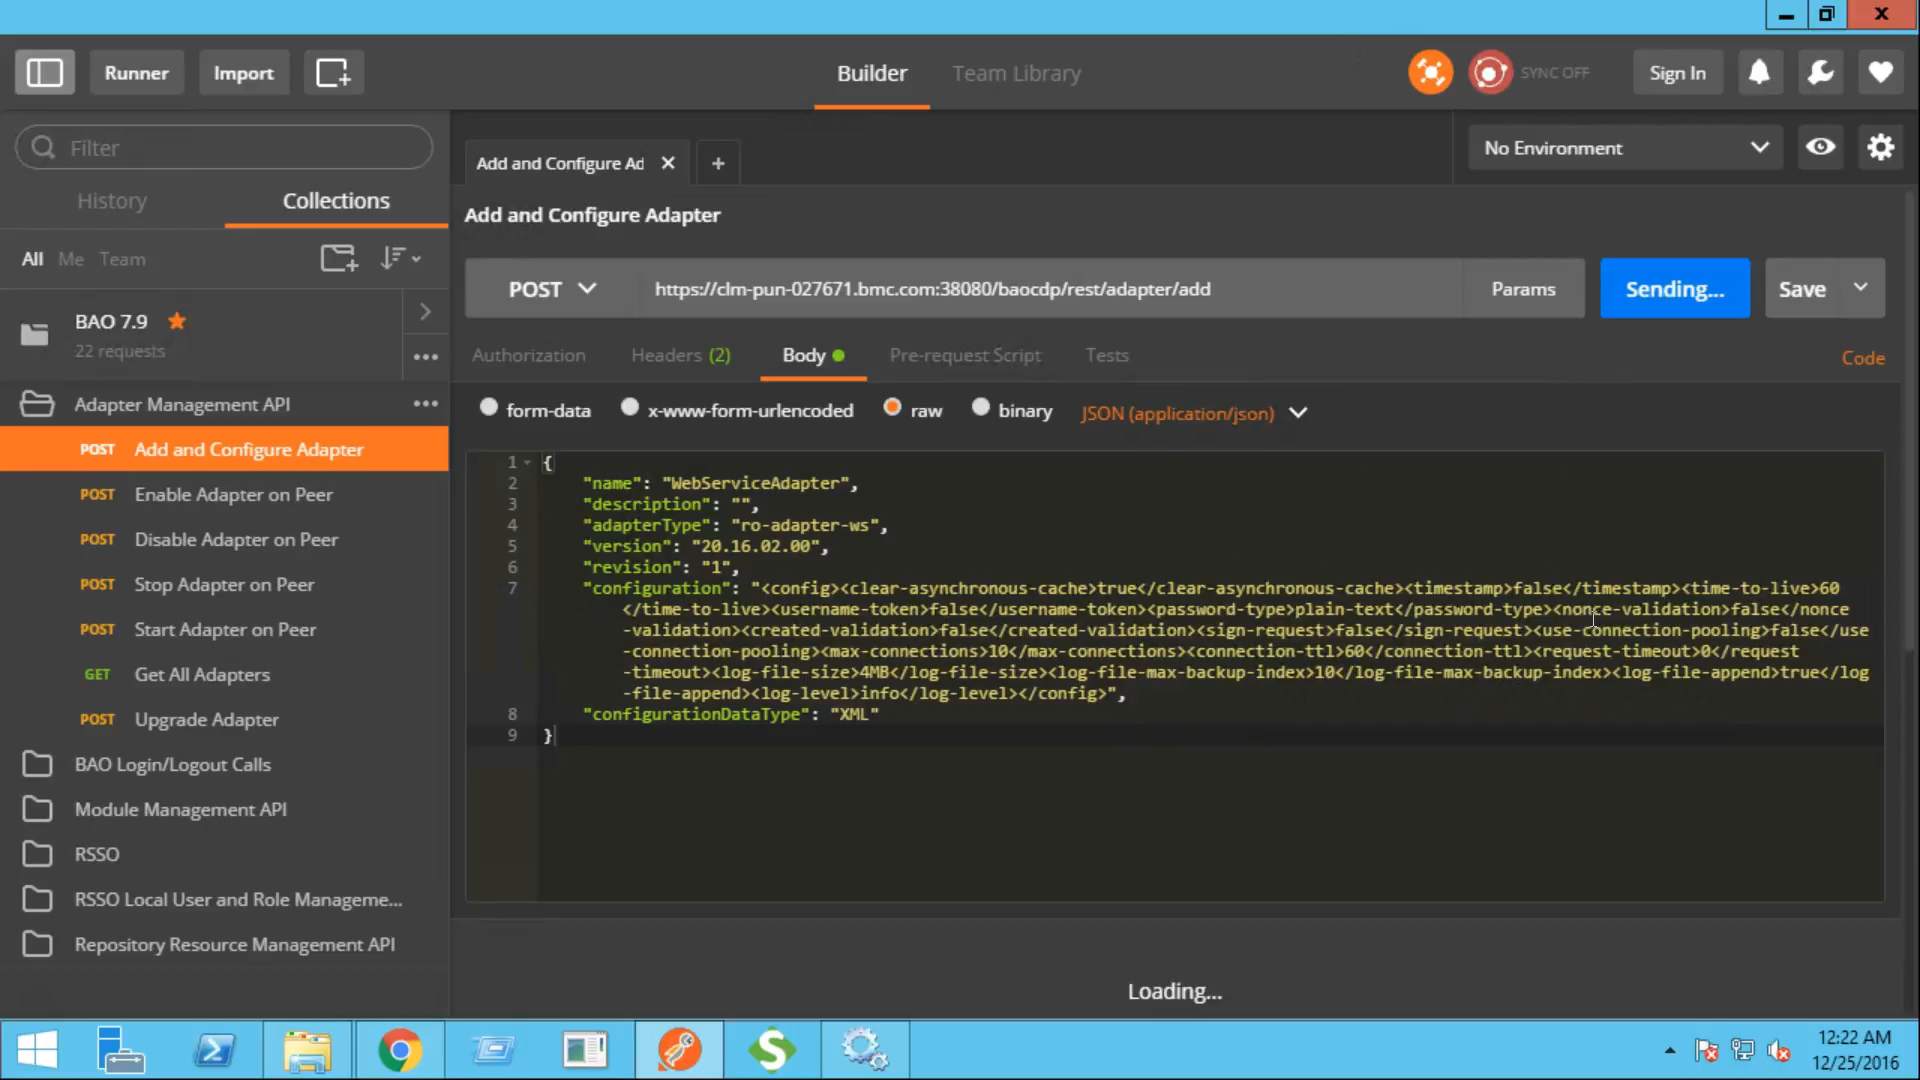 Runner
Import
Builder
Team Library
SYNC OFF
Sign In
Filter
Add and Configure Ad
No Environment
History
Collections
Add and Configure Adapter
All Me Team
POST
https://clm-pun-027671.bmc.com:38080/baocdp/rest/adapter/add
Params
Sending...
Save
BAO 7.9
22 requests
Authorization
Headers (2)
Body
Pre-request Script
Tests
Code
Adapter Management API
form-data
x-www-form-urlencoded
raw
binary
JSON (application/json)
POST Add and Configure Adapter
POST Enable Adapter on Peer
POST Disable Adapter on Peer
POST Stop Adapter on Peer
POST Start Adapter on Peer
GET Get All Adapters
POST Upgrade Adapter
BAO Login/Logout Calls
Module Management API
RSSO
RSSO Local User and Role Manageme...
Repository Resource Management API
1 {
2 "name": "WebServiceAdapter",
3 "description": "",
4 "adapterType": "ro-adapter-ws",
5 "version": "20.16.02.00",
6 "revision": "1",
7 "configuration": "<config><clear-asynchronous-cache>true</clear-asynchronous-cache><timestamp>false</timestamp><time-to-live>60
</time-to-live><username-token>false</username-token><password-type>plain-text</password-type><nonce-validation>false</nonce
-validation><created-validation>false</created-validation><sign-request>false</sign-request><use-connection-pooling>false</use
-connection-pooling><max-connections>10</max-connections><connection-ttl>60</connection-ttl><request-timeout>0</request
-timeout><log-file-size>4MB</log-file-size><log-file-max-backup-index>10</log-file-max-backup-index><log-file-append>true</log
-file-append><log-level>info</log-level></config>",
8 "configurationDataType": "XML"
9 }
Loading...
12:22 AM
12/25/2016